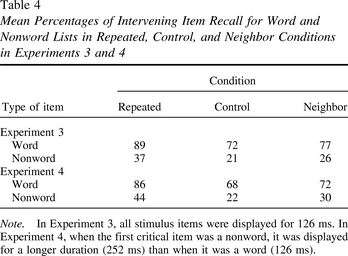 Table 4
Mean Percentages of Intervening Item Recall for Word and
Nonword Lists in Repeated, Control, and Neighbor Conditions
in Experiments 3 and 4
Condition
Type of item Repeated Control Neighbor
Experiment 3
Word 89 72 77
Nonword 37 21 26
Experiment 4
Word 86 68 72
Nonword 44 22 30
Note. In Experiment 3, all stimulus items were displayed for 126 ms. In
Experiment 4, when the first critical item was a nonword, it was displayed
for a longer duration (252 ms) than when it was a word (126 ms).